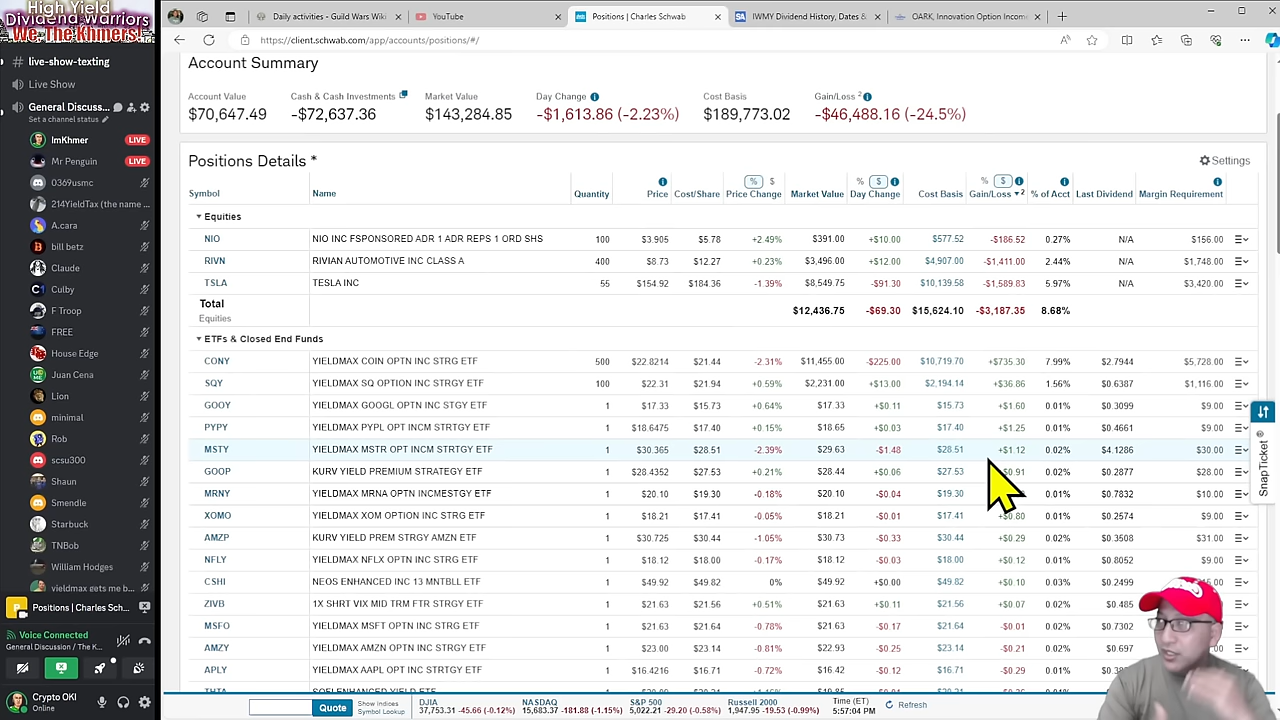 High Yield
Dividend Warriors
We The Khmers!
# live-show-texting
Live Show
General Discuss...
Set a channel status
ImKhmer LIVE
Mr Penguin LIVE
0369usmc
214YieldTax (the name ...
A.cara
bill betz
Claude
Culby
F Troop
FREE
House Edge
Juan Cena
Lion
minimal
Rob
scsu300
Shaun
Smendle
Starbuck
TNBob
William Hodges
yieldmax gets me b...
Positions | Charles Sc...
Voice Connected
General Discussion / The K...
Crypto OKI
Online
Daily activities - Guild Wars Wiki
YouTube
Positions | Charles Schwab
IWMY Dividend History, Dates &
OARK, Innovation Option Incom
https://client.schwab.com/app/accounts/positions/#/
Account Summary
Account Value Cash & Cash Investments Market Value Day Change Cost Basis Gain/Loss 2
$70,647.49 -$72,637.36 $143,284.85 -$1,613.86 (-2.23%) $189,773.02 -$46,488.16 (-24.5%)
Positions Details *
Settings
% $ % $ % $
Symbol Name Quantity Price Cost/Share Price Change Market Value Day Change Cost Basis Gain/Loss 2 % of Acct Last Dividend Margin Requirement
Equities
NIO NIO INC FSPONSORED ADR 1 ADR REPS 1 ORD SHS 100 $3.905 $5.78 +2.49% $391.00 +$10.00 $577.52 -$186.52 0.27% N/A $156.00
RIVN RIVIAN AUTOMOTIVE INC CLASS A 400 $8.73 $12.27 +0.23% $3,496.00 +$12.00 $4,907.00 -$1,411.00 2.44% N/A $1,748.00
TSLA TESLA INC 55 $154.92 $184.36 -1.39% $8,549.75 -$91.30 $10,139.58 -$1,589.83 5.97% N/A $3,420.00
Total
Equities
$12,436.75 -$69.30 $15,624.10 -$3,187.35 8.68%
ETFs & Closed End Funds
CONY YIELDMAX COIN OPTN INC STRG ETF 500 $22.8214 $21.44 -2.31% $11,455.00 -$225.00 $10,719.70 +$735.30 7.99% $2.7944 $5,728.00
SQY YIELDMAX SQ OPTION INC STRGY ETF 100 $22.31 $21.94 +0.59% $2,231.00 +$13.00 $2,194.14 +$36.86 1.56% $0.6387 $1,116.00
GOOY YIELDMAX GOOGL OPTN INC STGY ETF 1 $17.33 $15.73 +0.64% $17.33 +$0.11 $15.73 +$1.60 0.01% $0.3099 $9.00
PYPY YIELDMAX PYPL OPT INCM STRTGY ETF 1 $18.6475 $17.40 +0.15% $18.65 +$0.03 $17.40 +$1.25 0.01% $0.4661 $9.00
MSTY YIELDMAX MSTR OPT INCM STRTGY ETF 1 $30.365 $28.51 -2.39% $29.63 -$1.48 $28.51 +$1.12 0.02% $4.1286 $30.00
GOOP KURV YIELD PREMIUM STRATEGY ETF 1 $28.4352 $27.53 +0.21% $28.44 +$0.06 $27.53 +$0.91 0.02% $0.2877 $28.00
MRNY YIELDMAX MRNA OPTN INCMESTGY ETF 1 $20.10 $19.30 -0.18% $20.10 -$0.04 $19.30 0.01% $0.7832 $10.00
XOMO YIELDMAX XOM OPTION INC STRG ETF 1 $18.21 $17.41 -0.05% $18.21 -$0.01 $17.41 +$0.80 0.01% $0.2574 $9.00
AMZP KURV YIELD PREM STRGY AMZN ETF 1 $30.725 $30.44 -1.05% $30.73 -$0.33 $30.44 +$0.29 0.02% $0.3508 $31.00
NFLY YIELDMAX NFLX OPTION INC STRG ETF 1 $18.12 $18.00 -0.17% $18.12 -$0.03 $18.00 +$0.12 0.01% $0.8052 $9.00
CSHI NEOS ENHANCED INC 13 MNTBLL ETF 1 $49.92 $49.82 0% $49.92 +$0.00 $49.82 +$0.10 0.03% $0.2499
ZIVB 1X SHRT VIX MID TRM FTR STRGY ETF 1 $21.63 $21.56 +0.51% $21.63 +$0.11 $21.56 +$0.07 0.02% $0.485
MSFO YIELDMAX MSFT OPTION INC STRG ETF 1 $21.63 $21.64 -0.78% $21.63 -$0.17 $21.64 -$0.01 0.02% $0.7302
AMZY YIELDMAX AMZN OPTN INC STRGY ETF 1 $23.00 $23.14 -0.81% $22.93 -$0.25 $23.14 -$0.21 0.02% $0.697
APLY YIELDMAX AAPL OPT INC STRGY ETF 1 $16.4216 $16.71 -0.72% $16.42 -$0.12 $16.71 -$0.29 0.01%
SnapTicket ®
Quote
Show Indices
Symbol Lookup
DJIA NASDAQ S&P 500 Russell 2000 Time (ET)
37,753.31 -45.66 (-0.12%) 15,683.37 -181.88 (-1.15%) 5,022.21 -29.20 (-0.58%) 1,947.95 -19.53 (-0.99%) 5:57:04 PM
Refresh